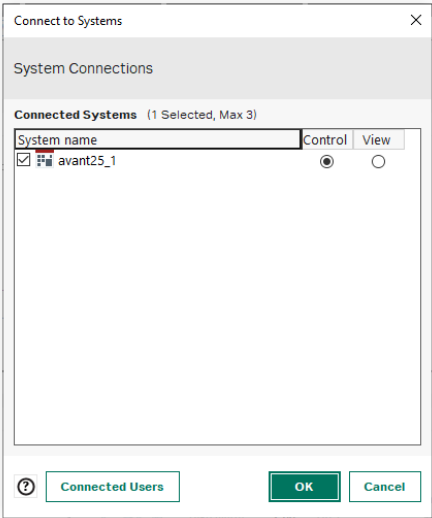 Connect to Systems
System Connections
Connected Systems (1 Selected, Max 3)
System name Control View
avant25_1
Connected Users OK Cancel